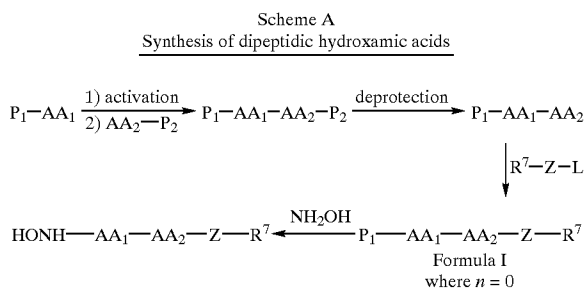 Scheme A
Synthesis of dipeptidic hydroxamic acids
P₁—AA₁ 1) activation 2) AA₂—P₂ P₁—AA₁—AA₂—P₂ deprotection P₁—AA₁—AA₂
R⁷—Z—L
HONH—AA₁—AA₂—Z—R⁷ NH₂OH P₁—AA₁—AA₂—Z—R⁷
Formula I
where n = 0